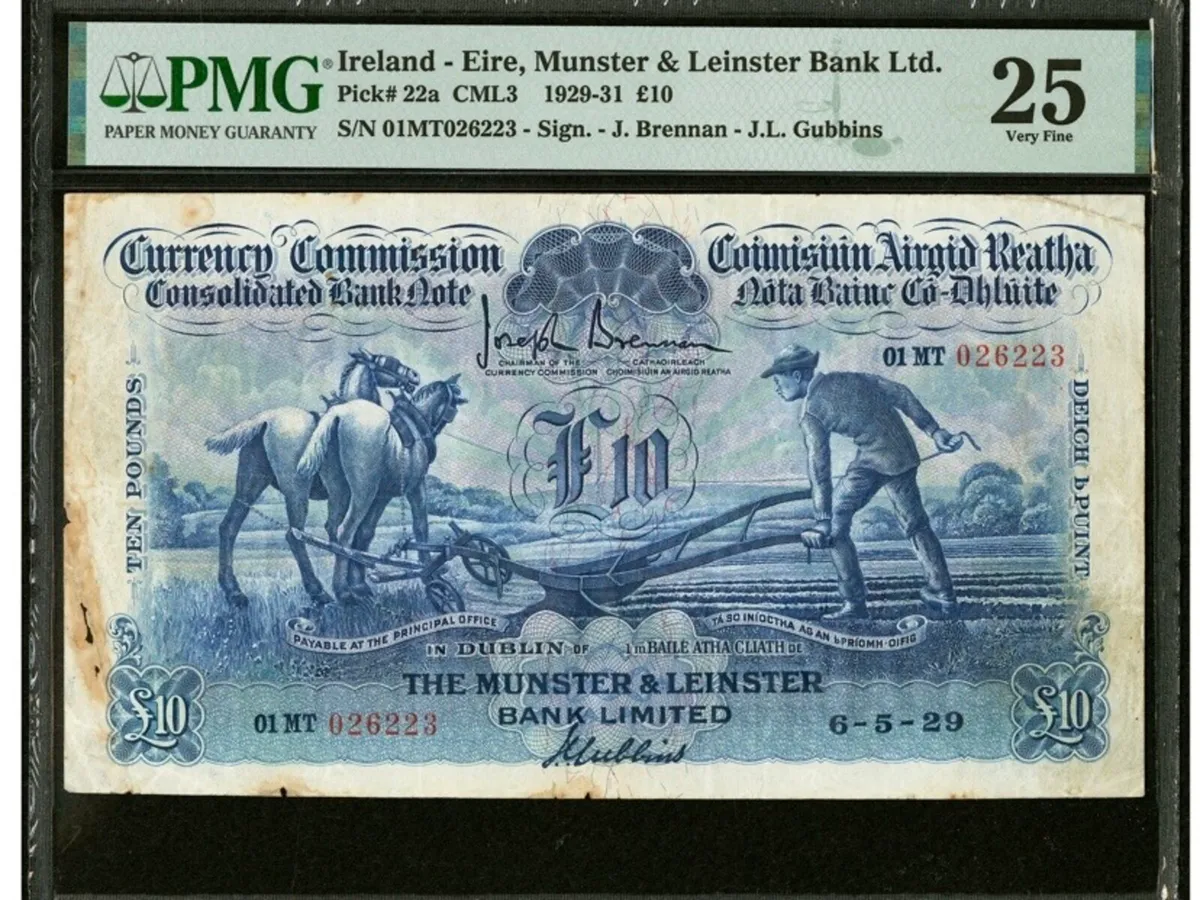 PMG®
PAPER MONEY GUARANTY
Ireland - Eire, Munster & Leinster Bank Ltd.
Pick# 22a CML3 1929-31 £10
S/N 01MT026223 - Sign. - J. Brennan - J.L. Gubbins
25
Very Fine
Currency Commission
Consolidated Bank Note
Coimisiún Airgid Reatha
Nóta Bainc Có-Dhlúite
Joseph Brennan
CHAIRMAN OF THE CURRENCY COMMISSION
CATHAOIRLEACH CHOIMISIÚIN AN AIRGID REATHA
01 MT 026223
TEN POUNDS
£10
DEICH bPUINT
PAYABLE AT THE PRINCIPAL OFFICE
TÁ SO INÍOCTHA AG AN bPRÍOMH-OIFIG
IN DUBLIN OF
I mBAILE ÁTHA CLIATH DE
THE MUNSTER & LEINSTER
BANK LIMITED
£10
01 MT 026223
6-5-29
£10
J.L. Gubbins